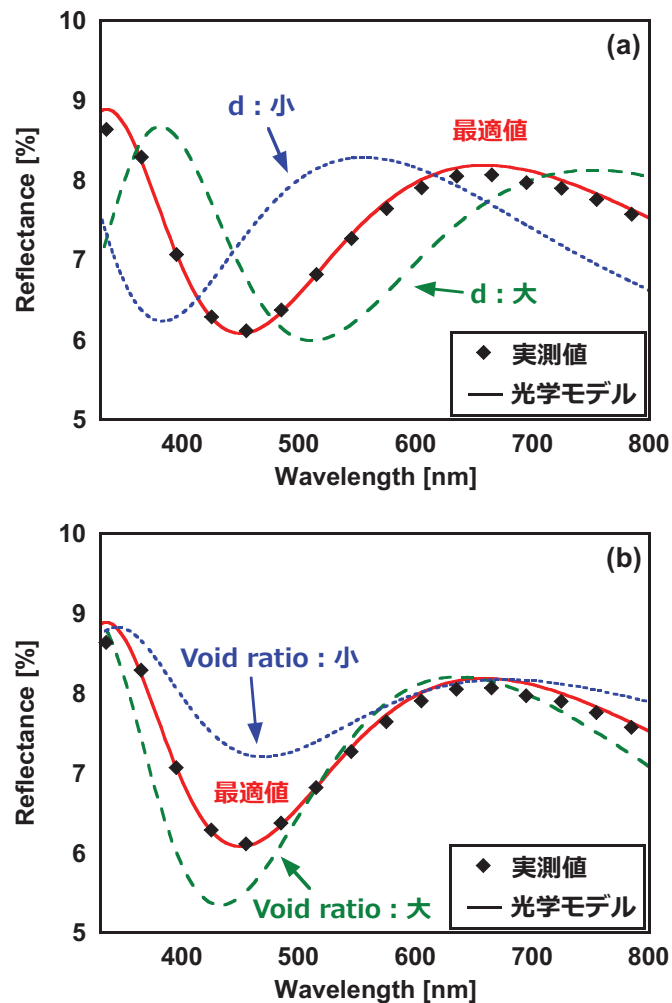 10
(a)
9
d：小
最適値
8
Reflectance [%]
7
d：大
6
実測値
光学モデル
5
400
500
600
700
800
Wavelength [nm]
10
(b)
9
Void ratio：小
8
Reflectance [%]
7
最適値
6
実測値
Void ratio：大
光学モデル
5
400
500
600
700
800
Wavelength [nm]